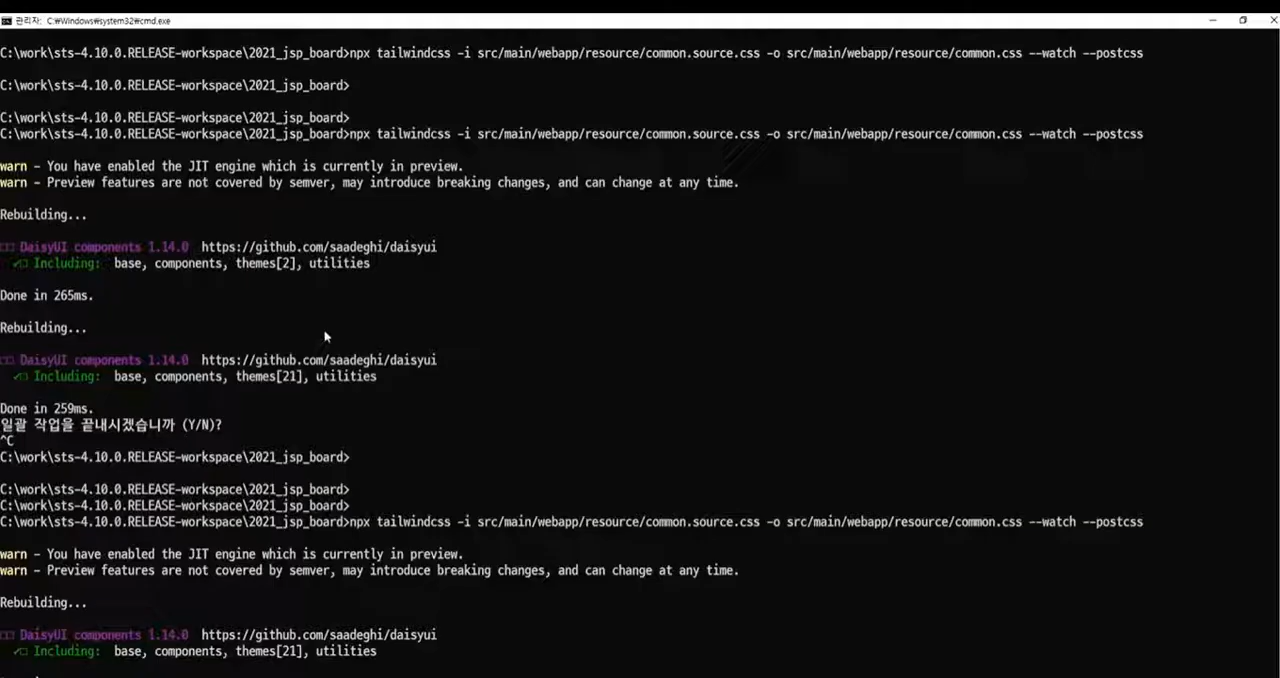 관리자: C:₩Windows₩system32₩cmd.exe
C:\work\sts-4.10.0.RELEASE-workspace\2021_jsp_board>npx tailwindcss -i src/main/webapp/resource/common.source.css -o src/main/webapp/resource/common.css --watch --postcss
C:\work\sts-4.10.0.RELEASE-workspace\2021_jsp_board>
C:\work\sts-4.10.0.RELEASE-workspace\2021_jsp_board>
C:\work\sts-4.10.0.RELEASE-workspace\2021_jsp_board>npx tailwindcss -i src/main/webapp/resource/common.source.css -o src/main/webapp/resource/common.css --watch --postcss
warn - You have enabled the JIT engine which is currently in preview.
warn - Preview features are not covered by semver, may introduce breaking changes, and can change at any time.
Rebuilding...
DaisyUI components 1.14.0 https://github.com/saadeghi/daisyui
✓ Including: base, components, themes[2], utilities
Done in 265ms.
Rebuilding...
DaisyUI components 1.14.0 https://github.com/saadeghi/daisyui
✓ Including: base, components, themes[21], utilities
Done in 259ms.
일괄 작업을 끝내시겠습니까 (Y/N)?
^C
C:\work\sts-4.10.0.RELEASE-workspace\2021_jsp_board>
C:\work\sts-4.10.0.RELEASE-workspace\2021_jsp_board>
C:\work\sts-4.10.0.RELEASE-workspace\2021_jsp_board>
C:\work\sts-4.10.0.RELEASE-workspace\2021_jsp_board>npx tailwindcss -i src/main/webapp/resource/common.source.css -o src/main/webapp/resource/common.css --watch --postcss
warn - You have enabled the JIT engine which is currently in preview.
warn - Preview features are not covered by semver, may introduce breaking changes, and can change at any time.
Rebuilding...
DaisyUI components 1.14.0 https://github.com/saadeghi/daisyui
✓ Including: base, components, themes[21], utilities